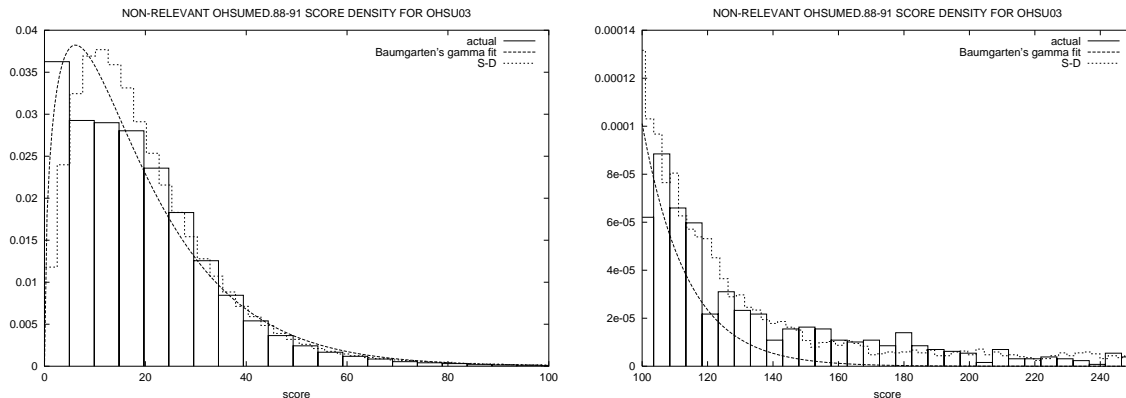 NON-RELEVANT OHSUMED.88-91 SCORE DENSITY FOR OHSU03
actual
Baumgarten's gamma fit
S-D
0.04
0.035
0.03
0.025
0.02
0.015
0.01
0.005
0
0 20 40 60 80 100
score
NON-RELEVANT OHSUMED.88-91 SCORE DENSITY FOR OHSU03
actual
Baumgarten's gamma fit
S-D
0.00014
0.00012
0.0001
8e-05
6e-05
4e-05
2e-05
0
100 120 140 160 180 200 220 240
score